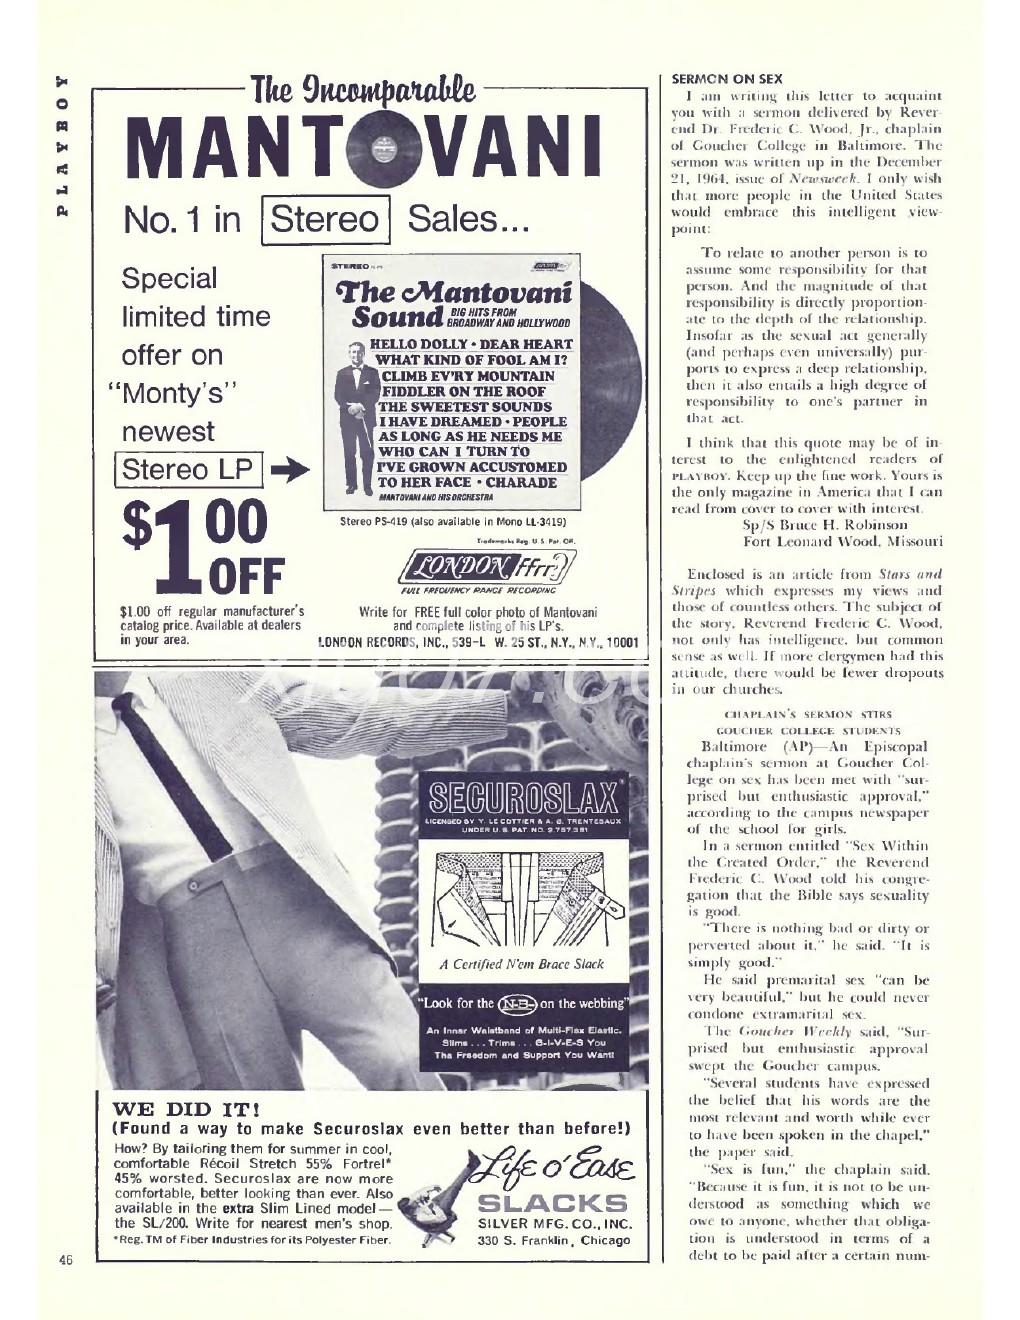 PLAYBOY
The Incomparable
MANTOVANI
No. 1 in Stereo Sales...
Special
limited time
offer on
"Monty's"
newest
Stereo LP
$1.00
OFF
$1.00 off regular manufacturer's
catalog price. Available at dealers
in your area.
STEREO
The Mantovani
Sound BIG HITS FROM
BROADWAY AND HOLLYWOOD
HELLO DOLLY • DEAR HEART
WHAT KIND OF FOOL AM I?
CLIMB EV'RY MOUNTAIN
FIDDLER ON THE ROOF
THE SWEETEST SOUNDS
I HAVE DREAMED • PEOPLE
AS LONG AS HE NEEDS ME
WHO CAN I TURN TO
I'VE GROWN ACCUSTOMED
TO HER FACE • CHARADE
MANTOVANI AND HIS ORCHESTRA
Stereo PS-419 (also available in Mono LL-3419)
Trademarks Reg. U. S. Pat. Off.
LONDON ffrr
FULL FREQUENCY RANGE RECORDING
Write for FREE full color photo of Mantovani
and complete listing of his LP's.
LONDON RECORDS, INC., 539-L W. 25 ST., N.Y., N.Y., 10001
SECUROSLAX®
LICENSED BY Y. LE COTTIER & A. G. TRENTESAUX
UNDER U. S. PAT. NO. 2,757,381
A Certified N'em Brace Slack
"Look for the N-B on the webbing"
An Inner Waistband of Multi-Flex Elastic.
Slims . . . Trims . . . G-I-V-E-S You
The Freedom and Support You Want!
WE DID IT!
(Found a way to make Securoslax even better than before!)
How? By tailoring them for summer in cool,
comfortable Récoil Stretch 55% Fortrel*
45% worsted. Securoslax are now more
comfortable, better looking than ever. Also
available in the extra Slim Lined model—
the SL/200. Write for nearest men's shop.
*Reg. TM of Fiber Industries for its Polyester Fiber.
Life o' Ease
SLACKS
SILVER MFG. CO., INC.
330 S. Franklin, Chicago
46
SERMON ON SEX
I am writing this letter to acquaint
you with a sermon delivered by Rever-
end Dr. Frederic C. Wood, Jr., chaplain
of Goucher College in Baltimore. The
sermon was written up in the December
21, 1964, issue of Newsweek. I only wish
that more people in the United States
would embrace this intelligent view-
point:
To relate to another person is to
assume some responsibility for that
person. And the magnitude of that
responsibility is directly proportion-
ate to the depth of the relationship.
Insofar as the sexual act generally
(and perhaps even universally) pur-
ports to express a deep relationship,
then it also entails a high degree of
responsibility to one's partner in
that act.
I think that this quote may be of in-
terest to the enlightened readers of
PLAYBOY. Keep up the fine work. Yours is
the only magazine in America that I can
read from cover to cover with interest.
Sp/5 Bruce H. Robinson
Fort Leonard Wood, Missouri
Enclosed is an article from Stars and
Stripes which expresses my views and
those of countless others. The subject of
the story, Reverend Frederic C. Wood,
not only has intelligence, but common
sense as well. If more clergymen had this
attitude, there would be fewer dropouts
in our churches.
CHAPLAIN'S SERMON STIRS
GOUCHER COLLEGE STUDENTS
Baltimore (AP)—An Episcopal
chaplain's sermon at Goucher Col-
lege on sex has been met with "sur-
prised but enthusiastic approval,"
according to the campus newspaper
of the school for girls.
In a sermon entitled "Sex Within
the Created Order," the Reverend
Frederic C. Wood told his congre-
gation that the Bible says sexuality
is good.
"There is nothing bad or dirty or
perverted about it," he said. "It is
simply good."
He said premarital sex "can be
very beautiful," but he could never
condone extramarital sex.
The Goucher Weekly said, "Sur-
prised but enthusiastic approval
swept the Goucher campus.
"Several students have expressed
the belief that his words are the
most relevant and worth while ever
to have been spoken in the chapel,"
the paper said.
"Sex is fun," the chaplain said.
"Because it is fun, it is not to be un-
derstood as something which we
owe to anyone, whether that obliga-
tion is understood in terms of a
debt to be paid after a certain num-